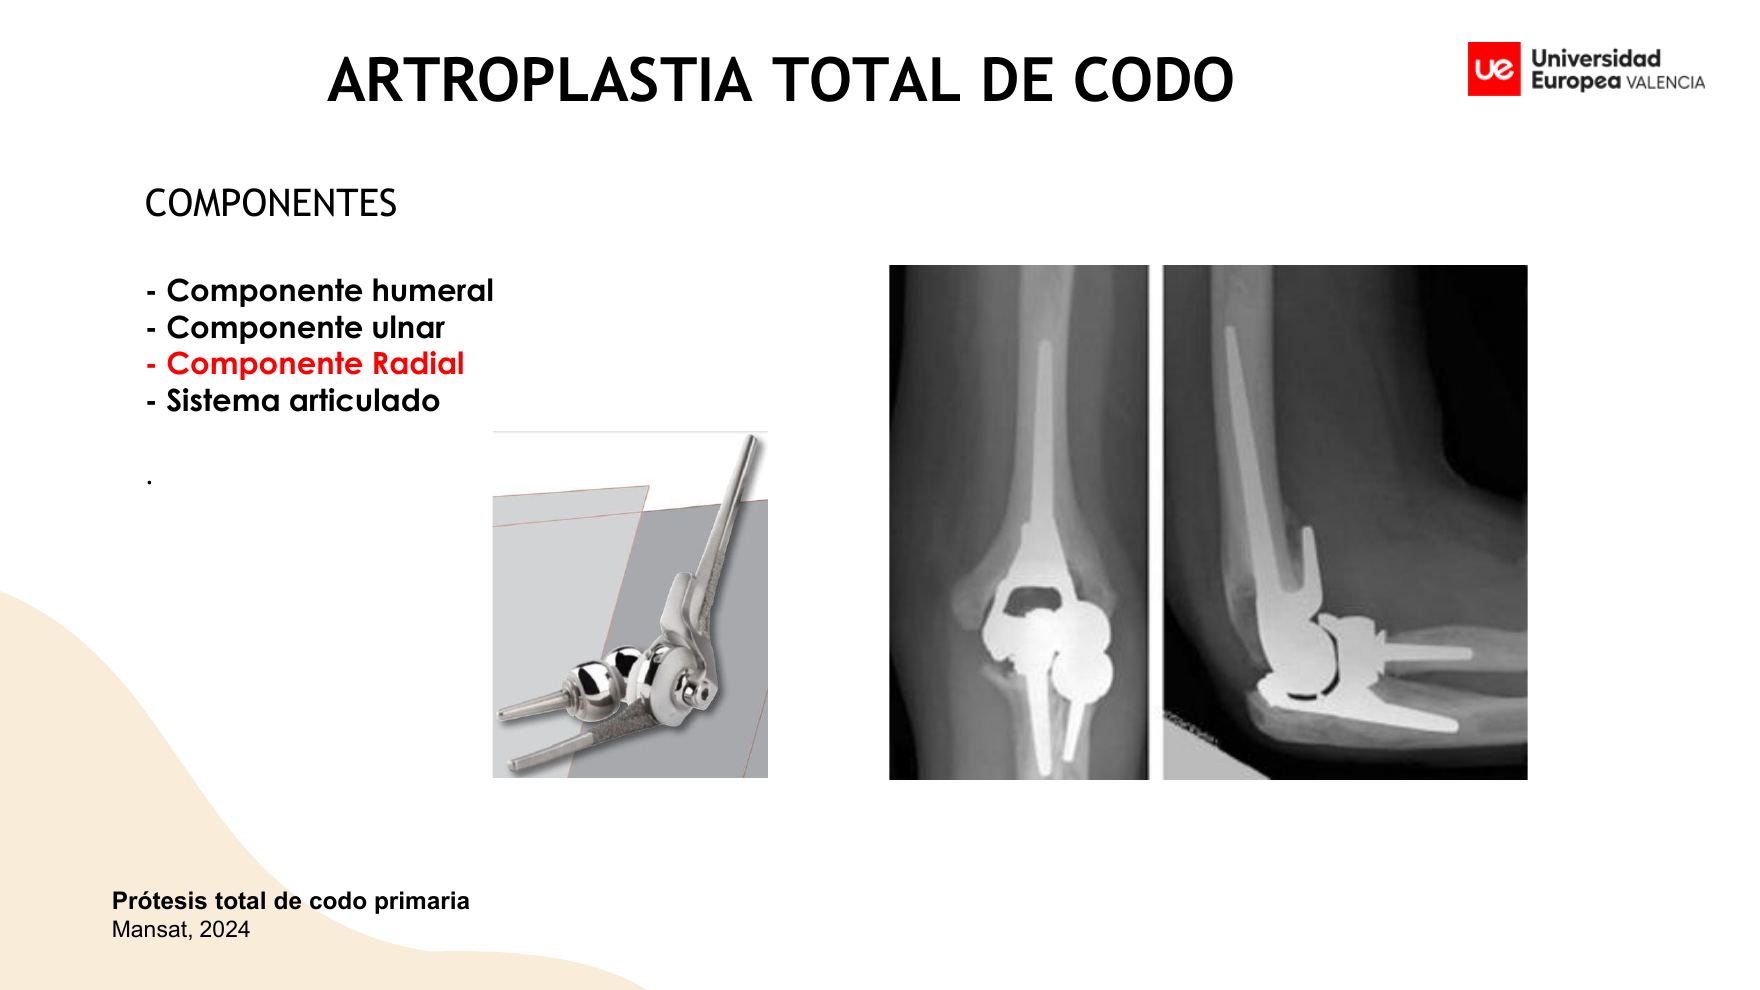 ARTROPLASTIA TOTAL DE CODO
ue Universidad
Europea VALENCIA
COMPONENTES
- Componente humeral
- Componente ulnar
- Componente Radial
- Sistema articulado
.
Prótesis total de codo primaria
Mansat, 2024